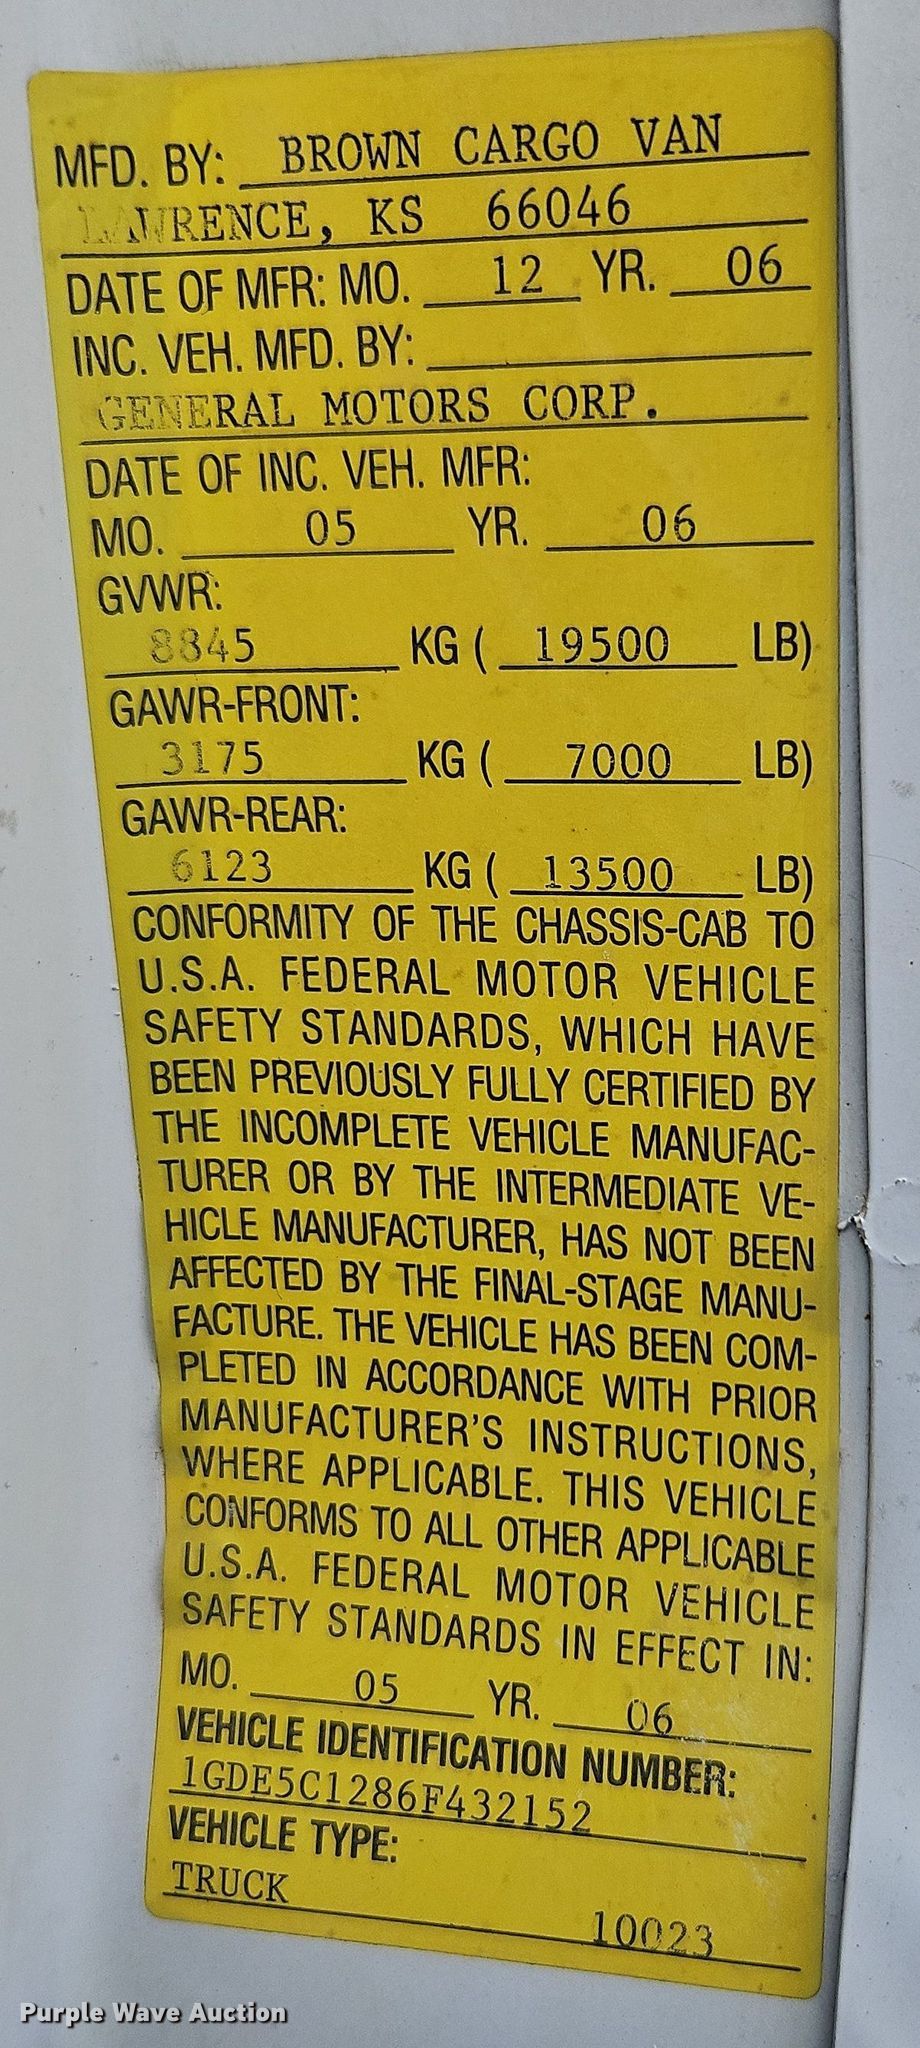 MFD. BY: BROWN CARGO VAN
LAWRENCE, KS 66046
DATE OF MFR: MO. 12 YR. 06
INC. VEH. MFD. BY:
GENERAL MOTORS CORP.
DATE OF INC. VEH. MFR:
MO. 05 YR. 06
GVWR:
8845 KG ( 19500 LB)
GAWR-FRONT:
3175 KG ( 7000 LB)
GAWR-REAR:
6123 KG ( 13500 LB)
CONFORMITY OF THE CHASSIS-CAB TO
U.S.A. FEDERAL MOTOR VEHICLE
SAFETY STANDARDS, WHICH HAVE
BEEN PREVIOUSLY FULLY CERTIFIED BY
THE INCOMPLETE VEHICLE MANUFAC-
TURER OR BY THE INTERMEDIATE VE-
HICLE MANUFACTURER, HAS NOT BEEN
AFFECTED BY THE FINAL-STAGE MANU-
FACTURE. THE VEHICLE HAS BEEN COM-
PLETED IN ACCORDANCE WITH PRIOR
MANUFACTURER'S INSTRUCTIONS,
WHERE APPLICABLE. THIS VEHICLE
CONFORMS TO ALL OTHER APPLICABLE
U.S.A. FEDERAL MOTOR VEHICLE
SAFETY STANDARDS IN EFFECT IN:
MO. 05 YR. 06
VEHICLE IDENTIFICATION NUMBER:
1GDE5C1286F432152
VEHICLE TYPE:
TRUCK
10023
Purple Wave Auction